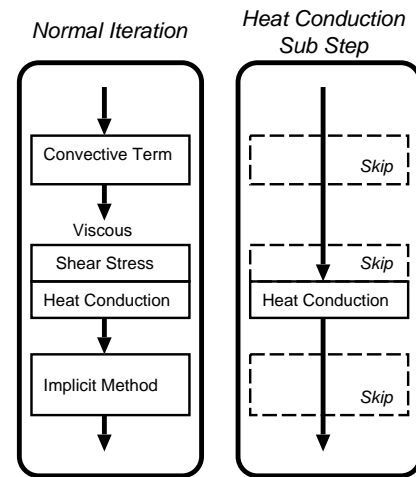 Normal Iteration
Convective Term
Viscous
Shear Stress
Heat Conduction
Implicit Method
Heat Conduction
Sub Step
Skip
Skip
Heat Conduction
Skip